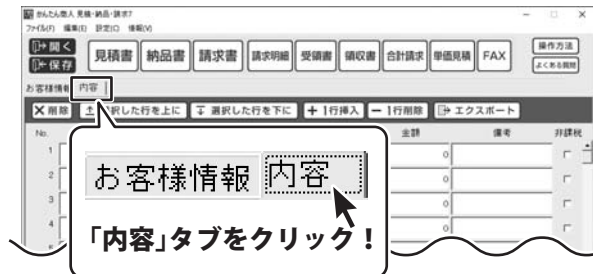 かんたん商人 見積・納品・請求7
ファイル(F) 編集(E) 設定(O) 情報(V)
開く 見積書 納品書 請求書 請求明細 受領書 領収書 合計請求 単価見積 FAX 操作方法
保存 よくある質問
お客様情報 内容
削除 選択した行を上に 選択した行を下に 1行挿入 1行削除 エクスポート
No. 金額 備考 非課税
1 0
2 0
3 0
4 0
お客様情報 内容
「内容」タブをクリック!